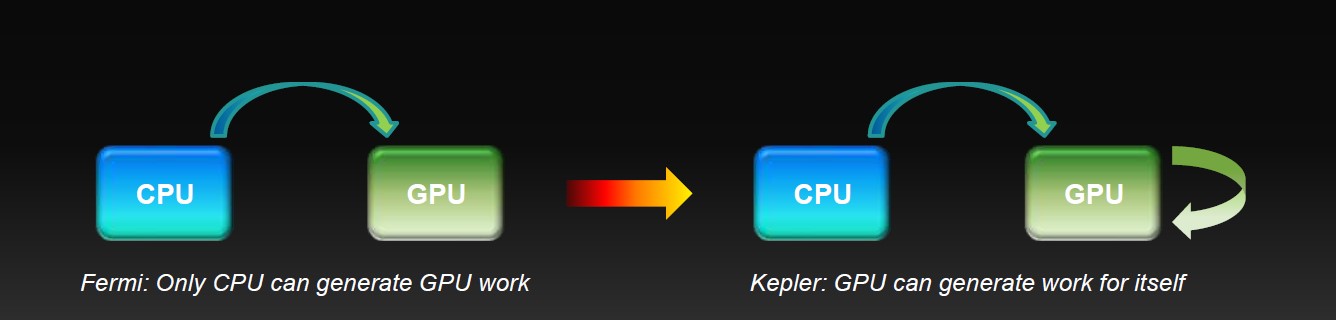 CPU
GPU
CPU
GPU
Fermi: Only CPU can generate GPU work
Kepler: GPU can generate work for itself